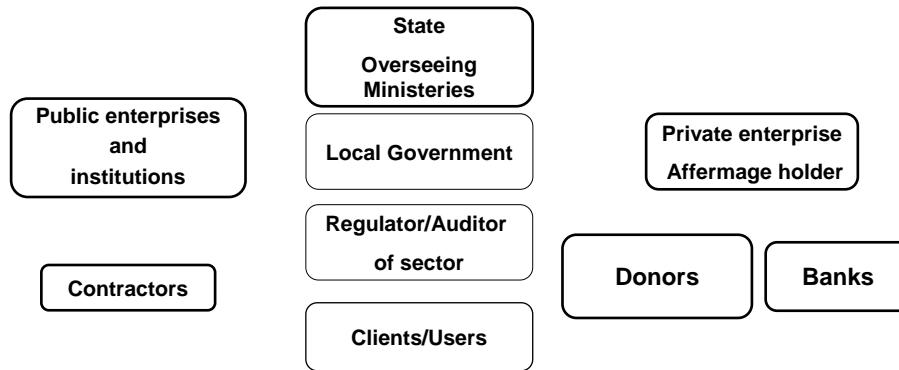 State
Overseeing
Ministeries
Public enterprises
and
institutions
Local Government
Private enterprise
Affermage holder
Regulator/Auditor
of sector
Contractors
Donors
Banks
Clients/Users